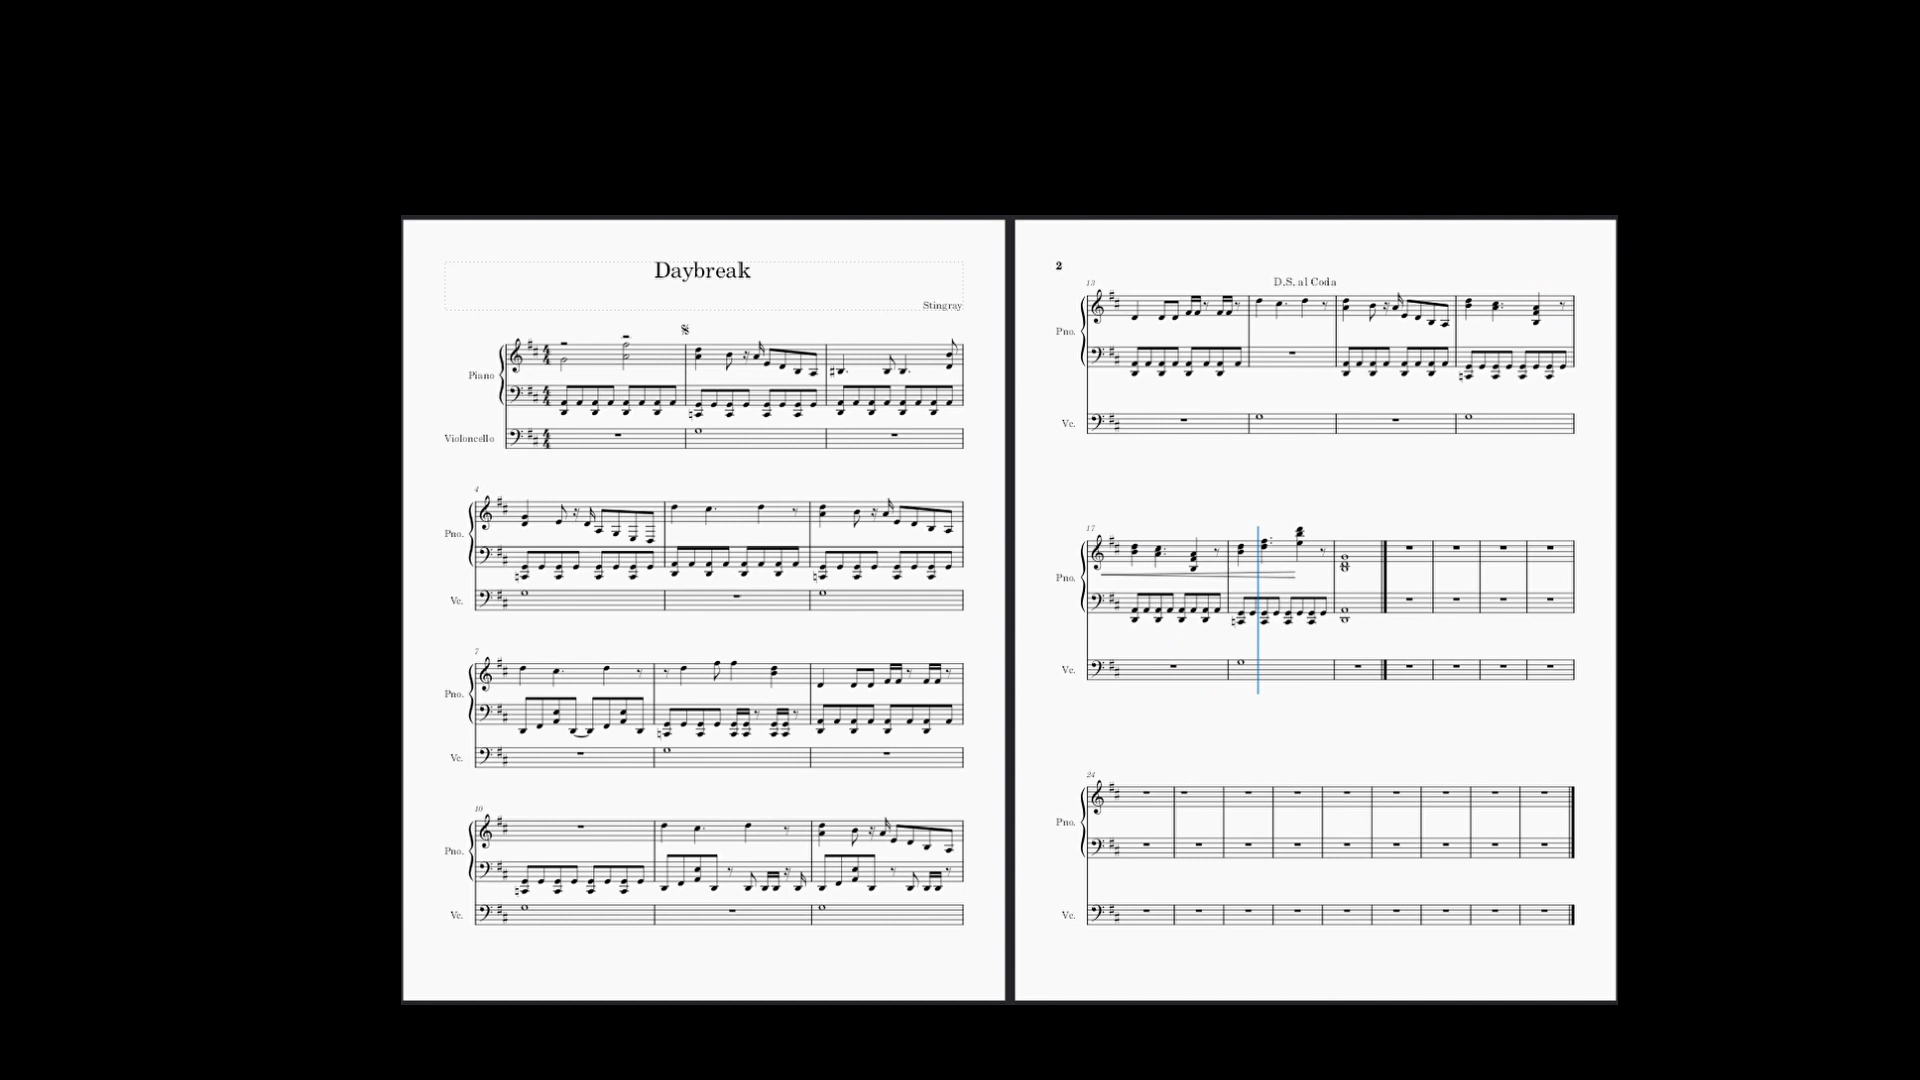 Daybreak
Stingray
Piano
Violoncello
4
Pno.
Vc.
7
Pno.
Vc.
10
Pno.
Vc.
2
D.S. al Coda
13
Pno.
Vc.
17
Pno.
Vc.
24
Pno.
Vc.